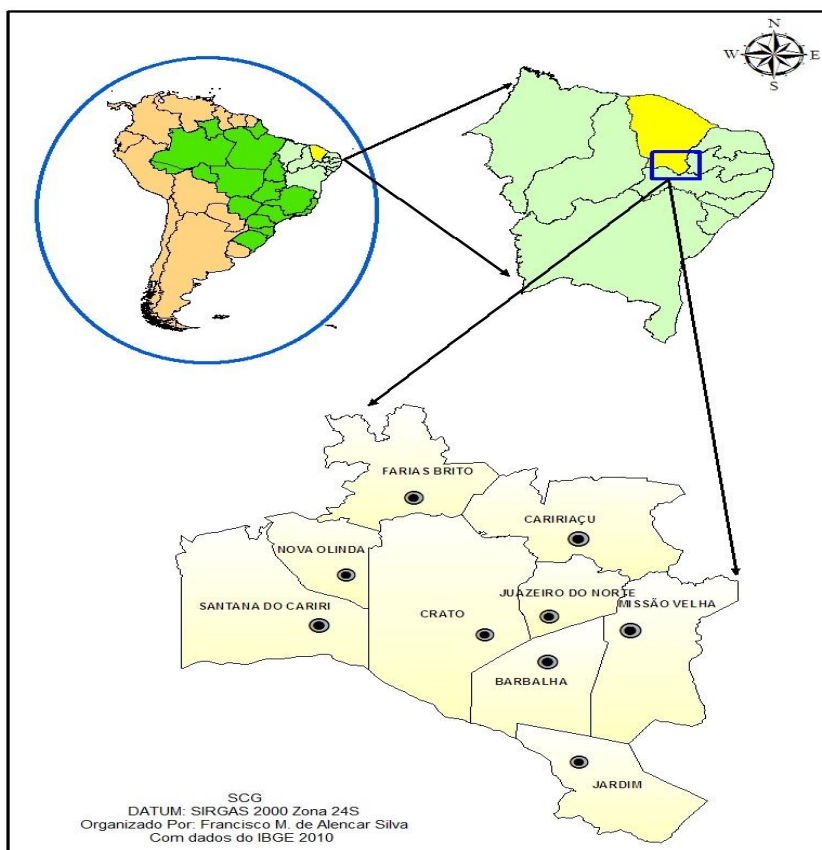 N
W E
S
FARIAS BRITO
CARIRIAÇU
NOVA OLINDA
JUAZEIRO DO NORTE
SANTANA DO CARIRI
CRATO
MISSÃO VELHA
BARBALHA
JARDIM
SCG
DATUM: SIRGAS 2000 Zona 24S
Organizado Por: Francisco M. de Alencar Silva
Com dados do IBGE 2010